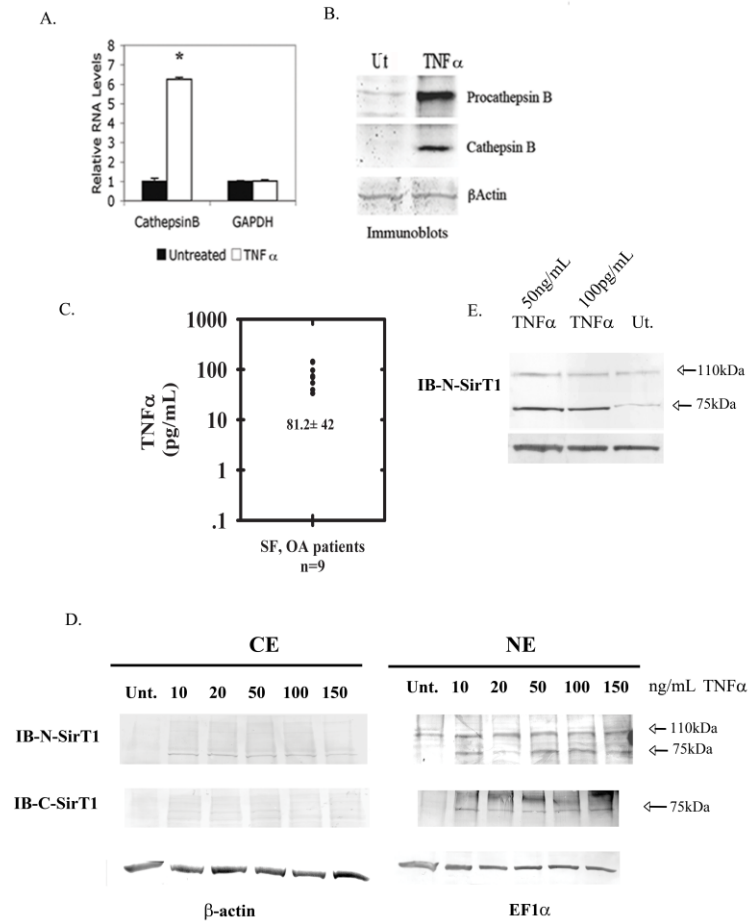 A.
Relative RNA Levels
8
7
6
5
4
3
2
1
0
*
CathepsinB GAPDH
Untreated TNF α
B.
Ut TNF α
Procathepsin B
Cathepsin B
βActin
Immunoblots
C.
TNFα
(pg/mL)
1000
100
10
1
.1
81.2± 42
SF, OA patients
n=9
E.
50ng/mL 100pg/mL
TNFα TNFα Ut.
IB-N-SirT1
110kDa
75kDa
D.
CE NE
Unt. 10 20 50 100 150
Unt. 10 20 50 100 150 ng/mL TNFα
IB-N-SirT1
110kDa
75kDa
IB-C-SirT1
75kDa
β-actin EF1α